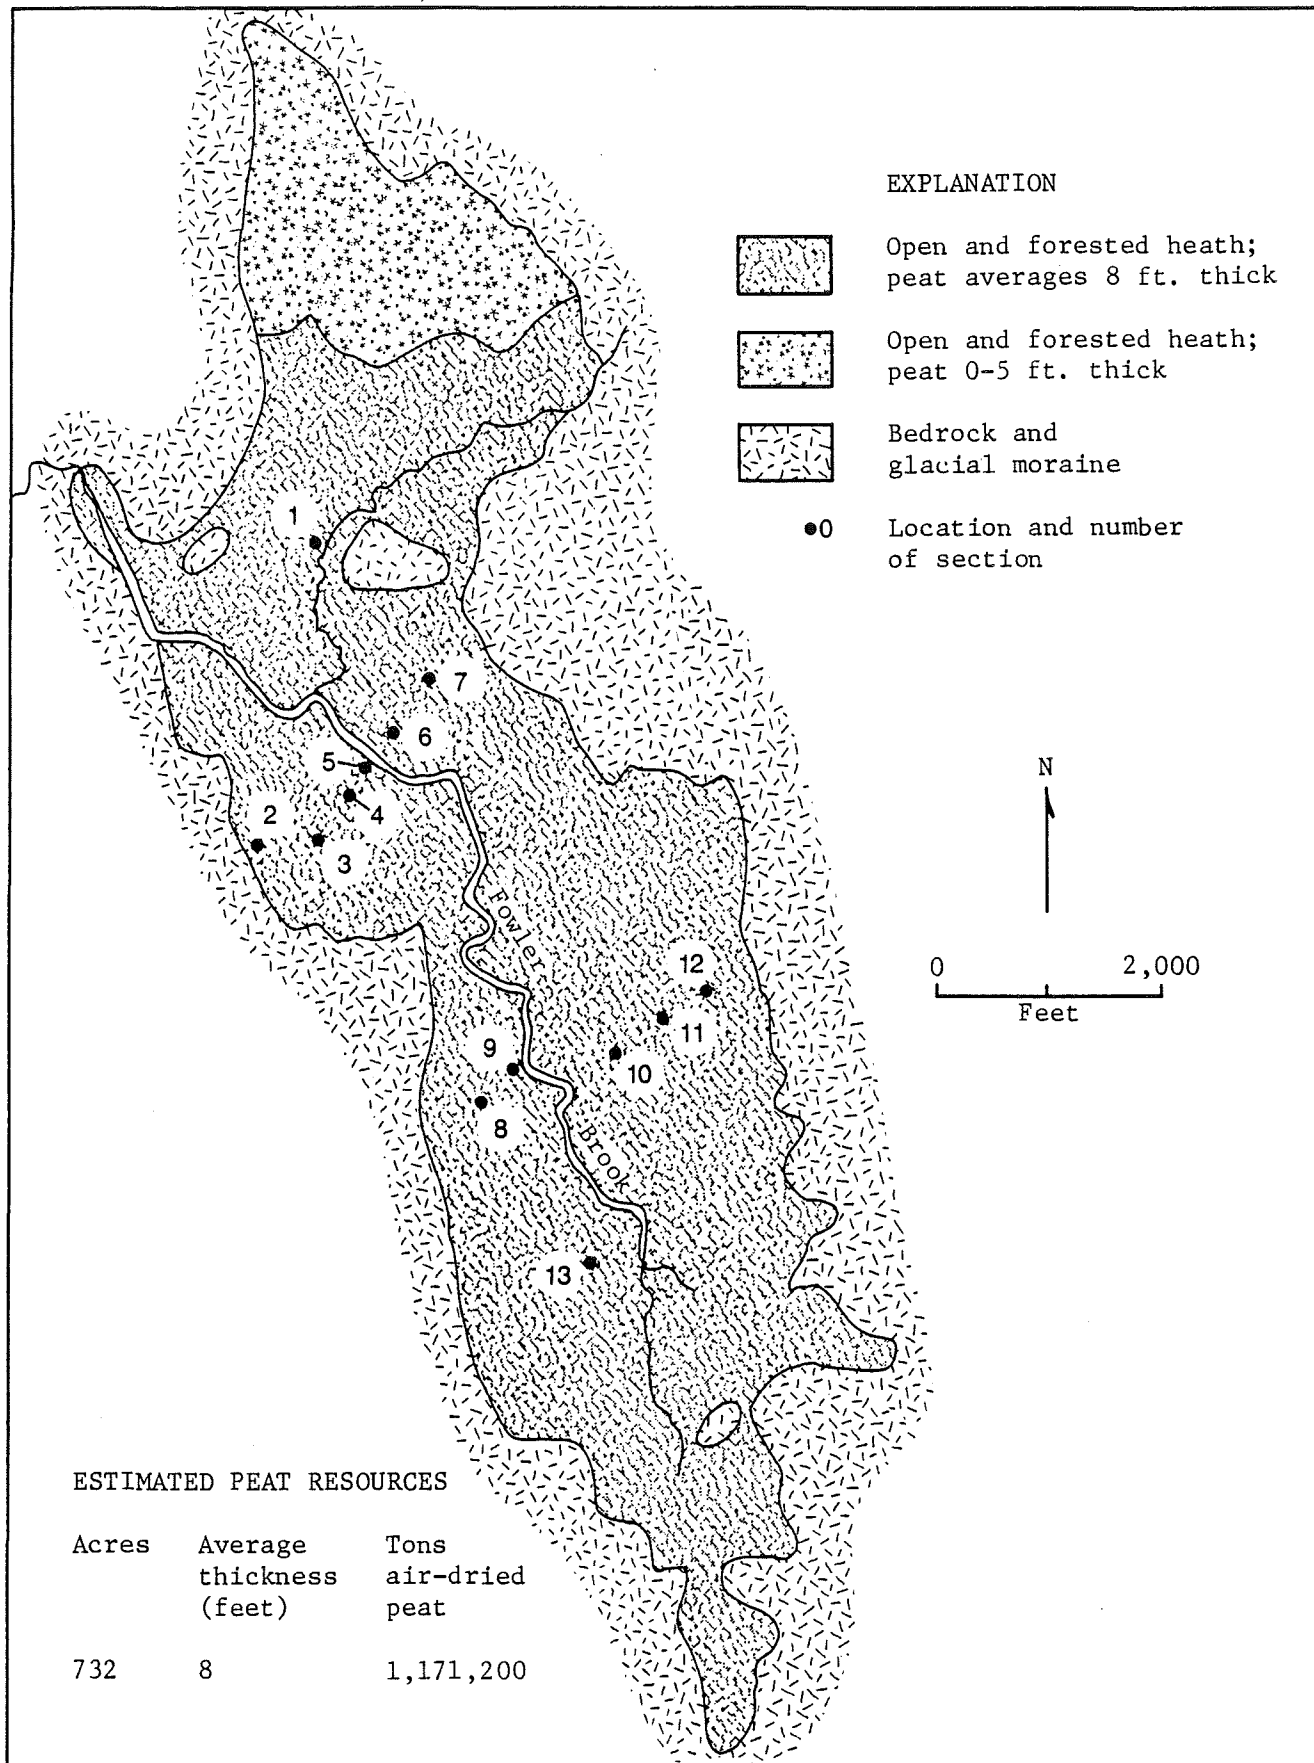 EXPLANATION
Open and forested heath;
peat averages 8 ft. thick
Open and forested heath;
peat 0-5 ft. thick
Bedrock and
glacial moraine
●0 Location and number
of section
1
7
6
5
4
2
3
N
Fowler Brook
0 2,000
Feet
12
11
10
9
8
13
ESTIMATED PEAT RESOURCES
Acres Average Tons
thickness air-dried
(feet) peat
732 8 1,171,200